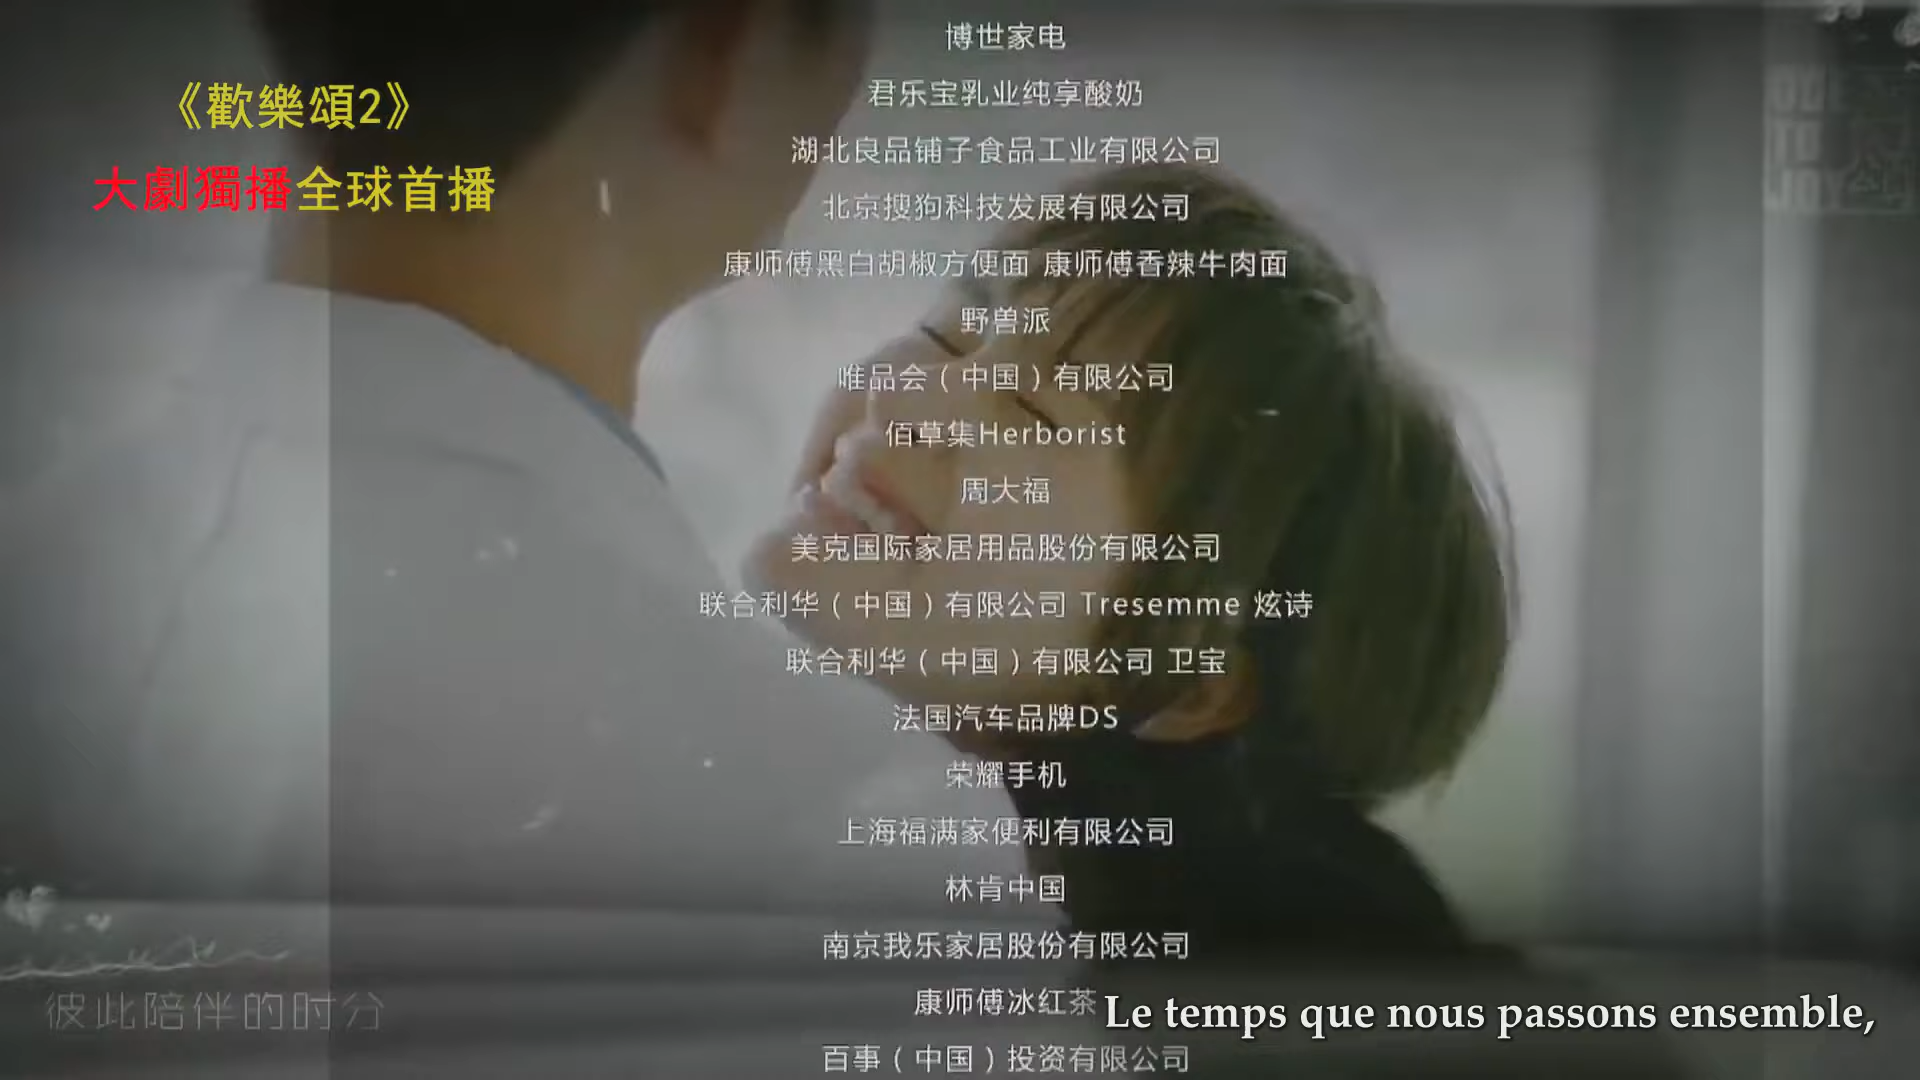 博世家电
君乐宝乳业纯享酸奶
《歡樂頌2》
湖北良品铺子食品工业有限公司
大劇獨播全球首播
北京搜狗科技发展有限公司
康师傅黑白胡椒方便面 康师傅香辣牛肉面
野兽派
唯品会（中国）有限公司
佰草集Herborist
周大福
美克国际家居用品股份有限公司
联合利华（中国）有限公司 Tresemme 炫诗
联合利华（中国）有限公司 卫宝
法国汽车品牌DS
荣耀手机
上海福满家便利有限公司
林肯中国
南京我乐家居股份有限公司
康师傅冰红茶
彼此陪伴的时分
Le temps que nous passons ensemble,
百事（中国）投资有限公司
ODE
TO
JOY